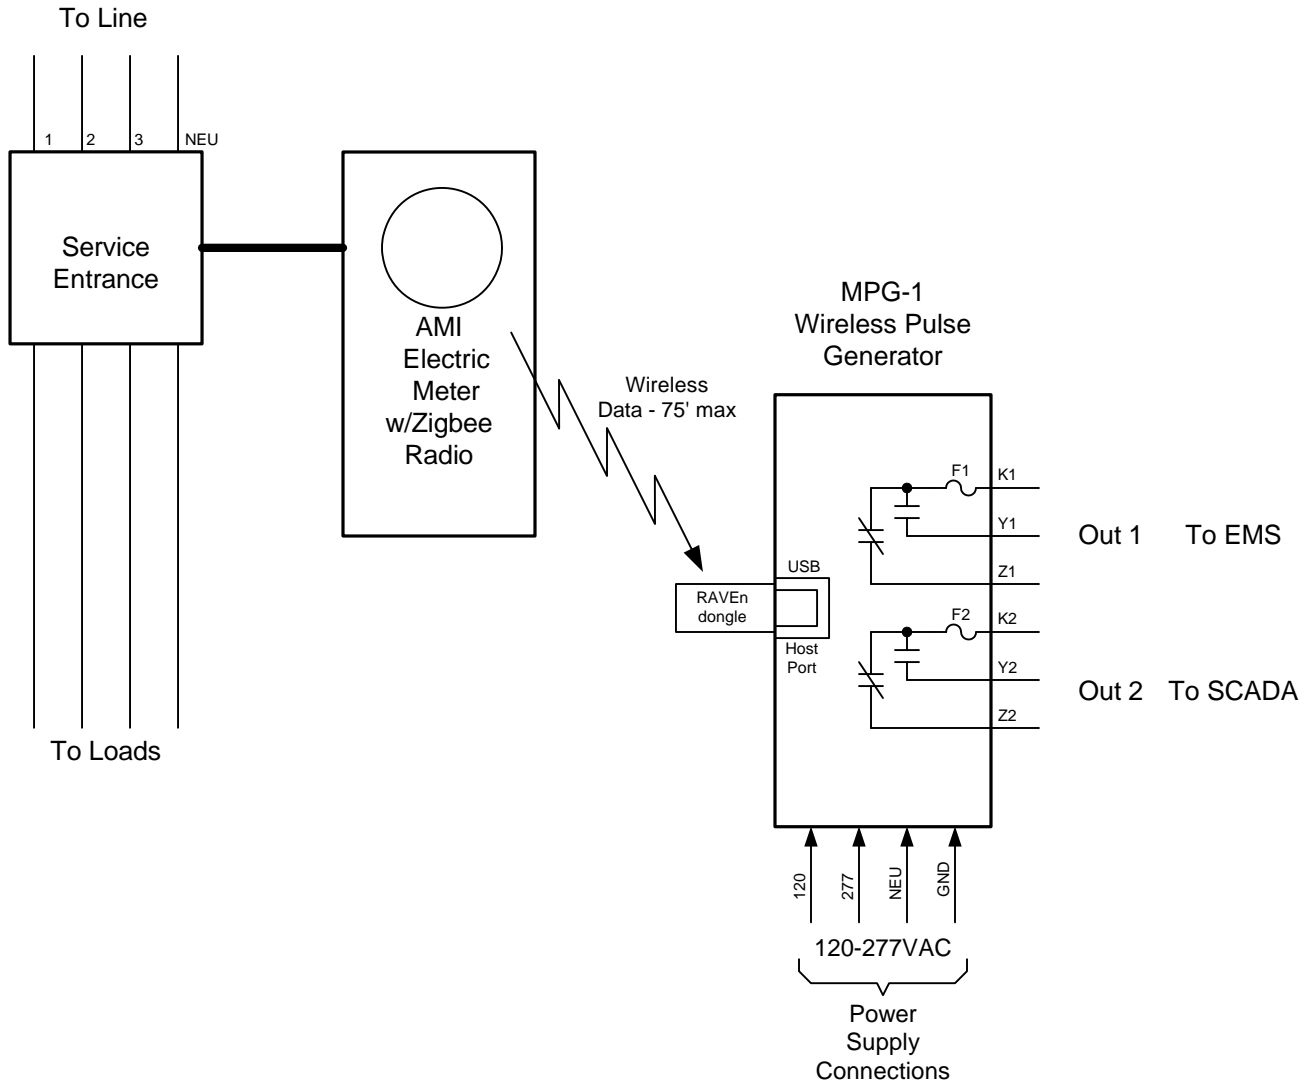 To Line
1
2
3
NEU
Service
Entrance
To Loads
AMI
Electric
Meter
w/Zigbee
Radio
Wireless
Data - 75' max
MPG-1
Wireless Pulse
Generator
USB
RAVEn
dongle
Host
Port
F1
K1
Y1
Z1
Out 1
To EMS
F2
K2
Y2
Z2
Out 2
To SCADA
120
277
NEU
GND
120-277VAC
Power
Supply
Connections